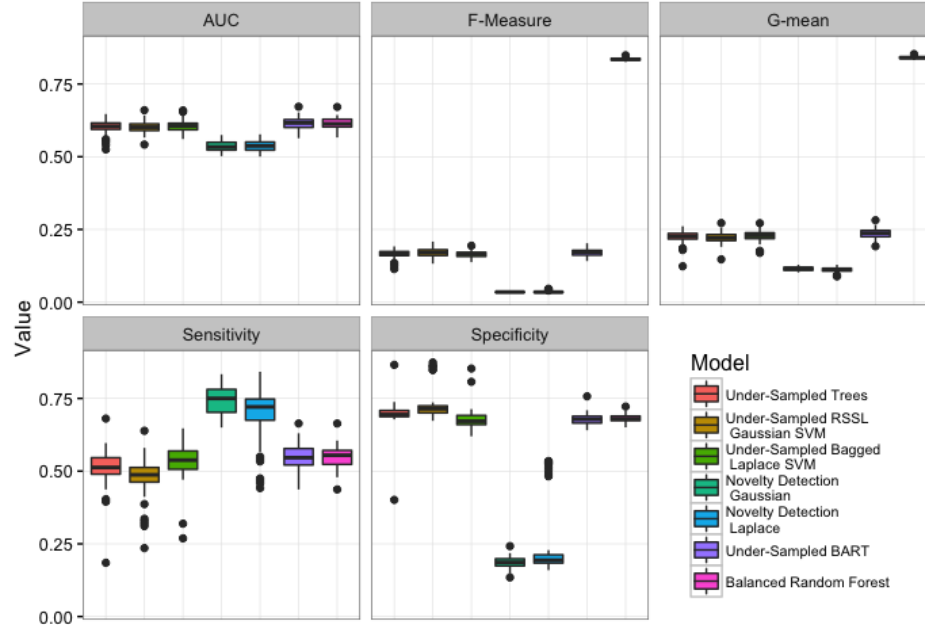 AUC
F-Measure
G-mean
0.75
0.50
0.25
0.00
Value
Sensitivity
Specificity
0.75
0.50
0.25
0.00
Model
Under-Sampled Trees
Under-Sampled RSSL
Gaussian SVM
Under-Sampled Bagged
Laplace SVM
Novelty Detection
Gaussian
Novelty Detection
Laplace
Under-Sampled BART
Balanced Random Forest